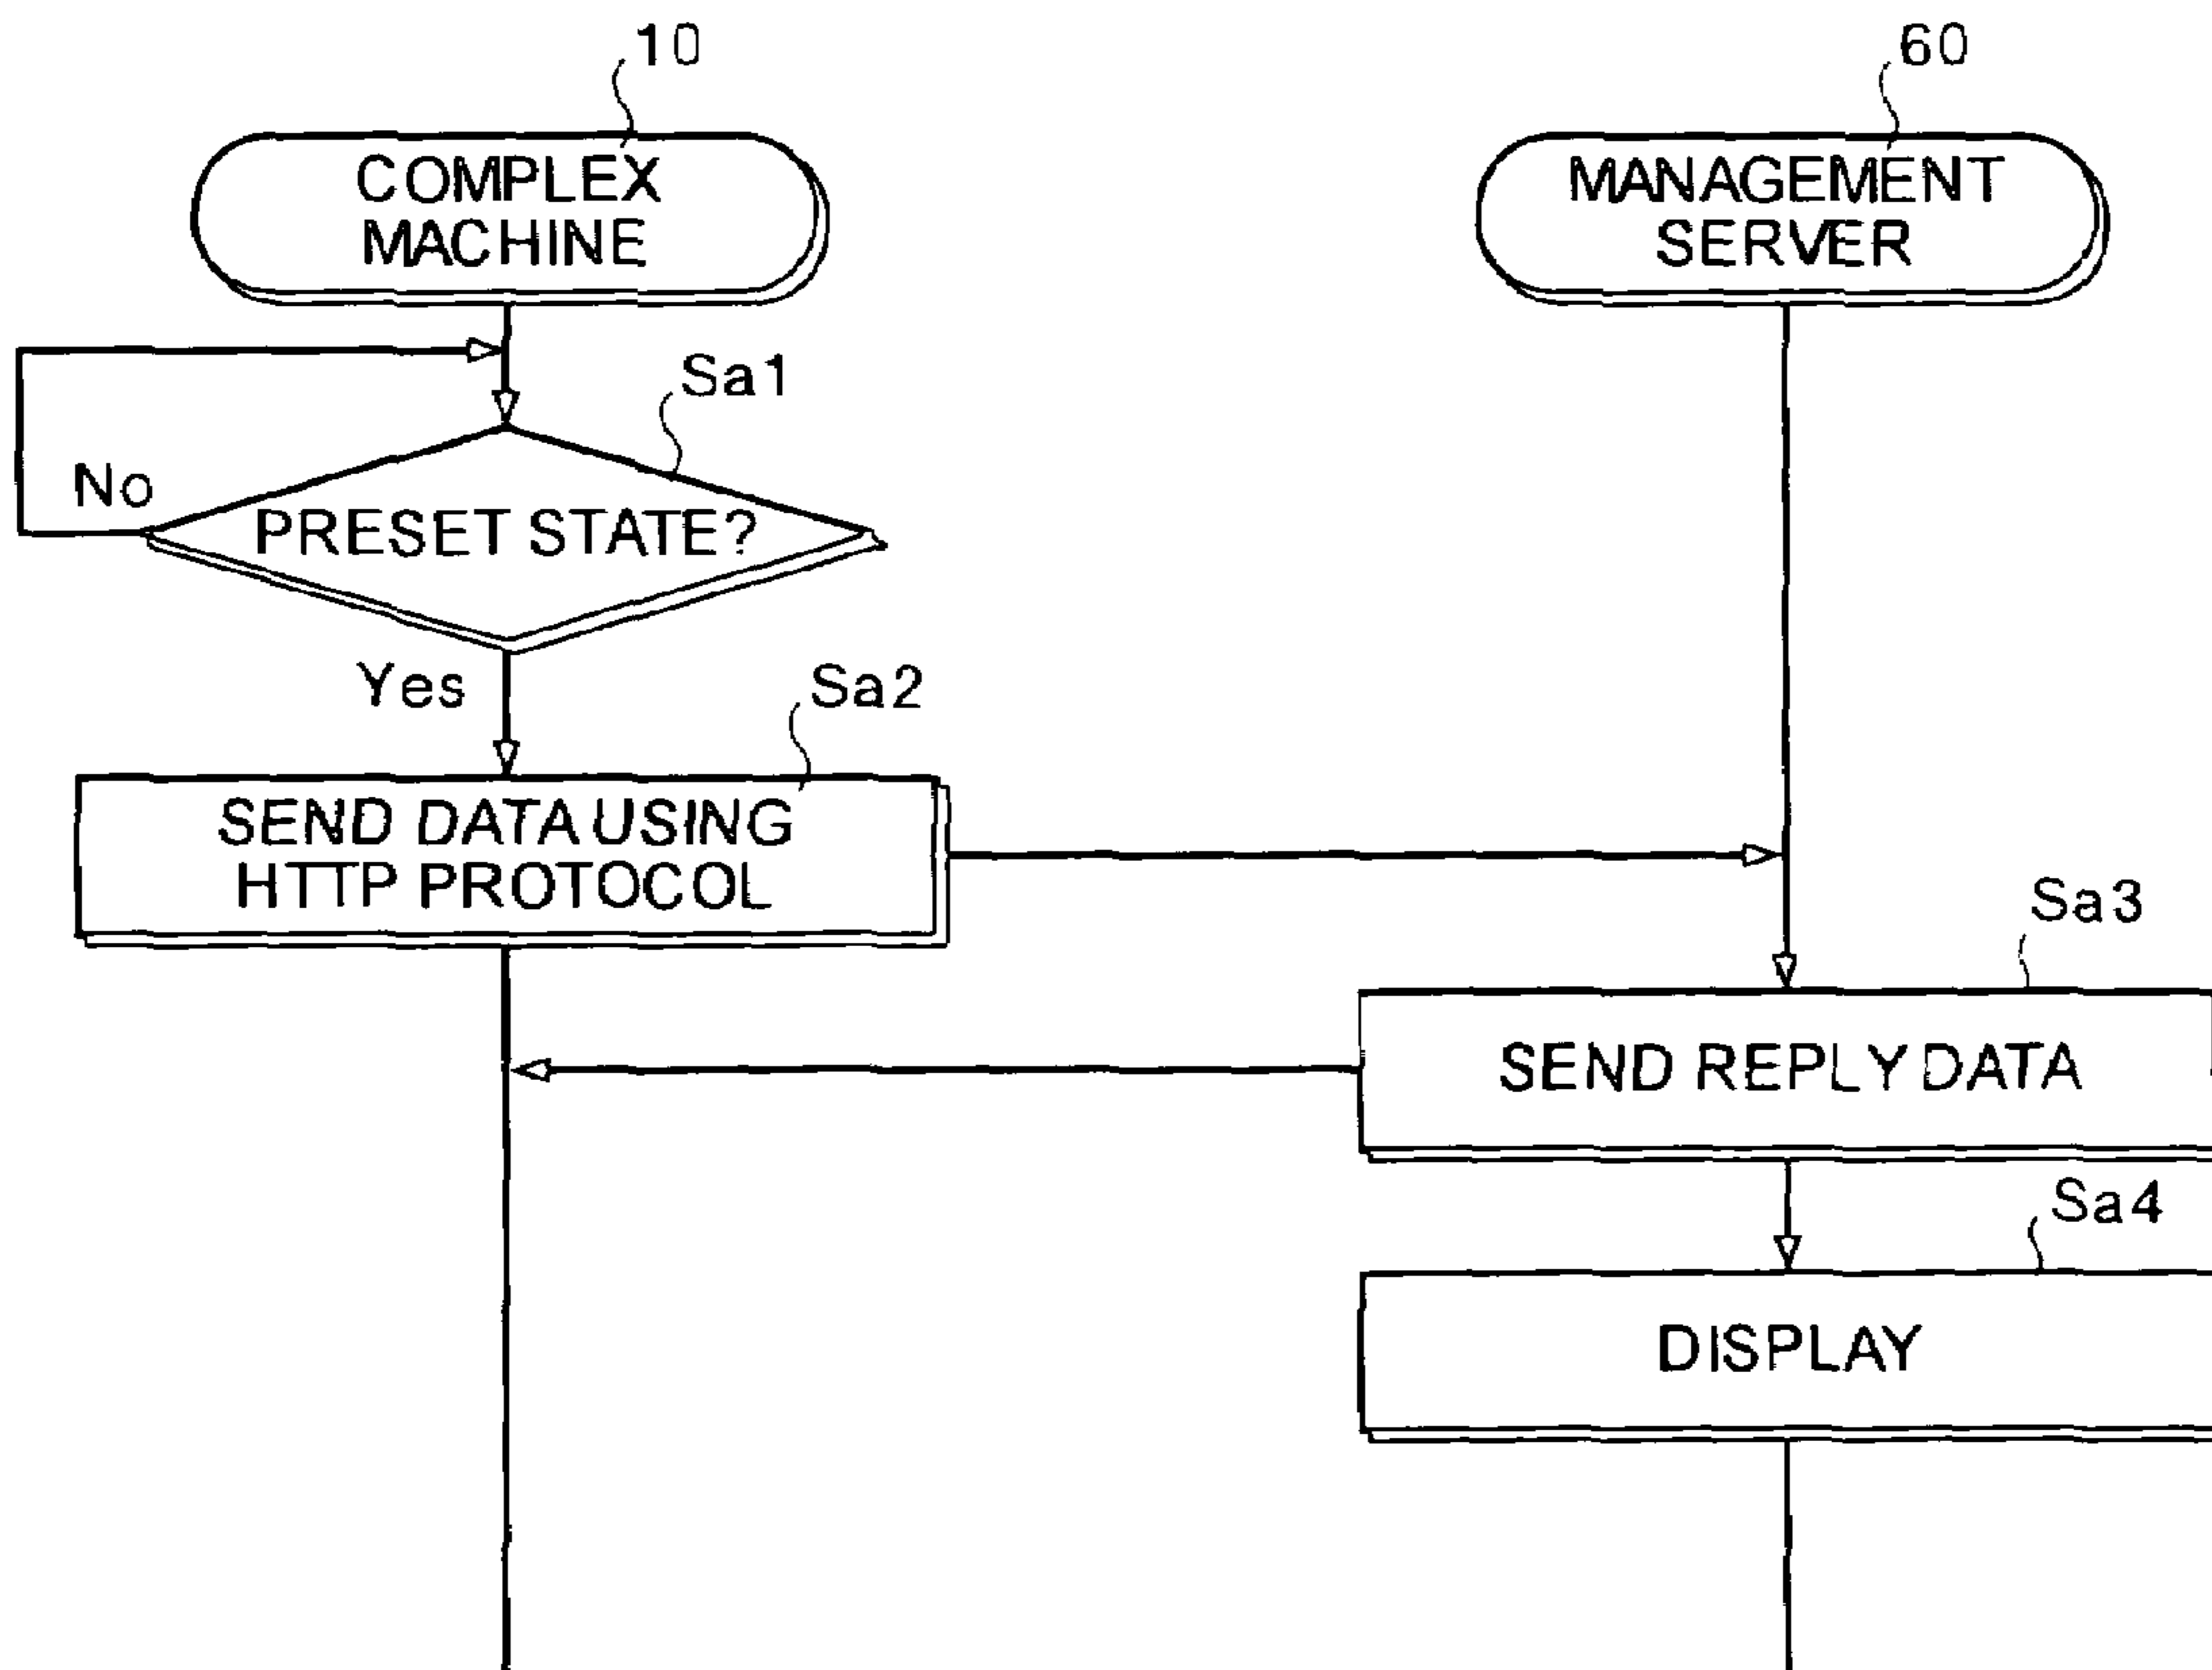 10
60
COMPLEX
MACHINE
MANAGEMENT
SERVER
Sa1
No
PRESET STATE?
Yes
Sa2
SEND DATA USING
HTTP PROTOCOL
Sa3
SEND REPLY DATA
Sa4
DISPLAY